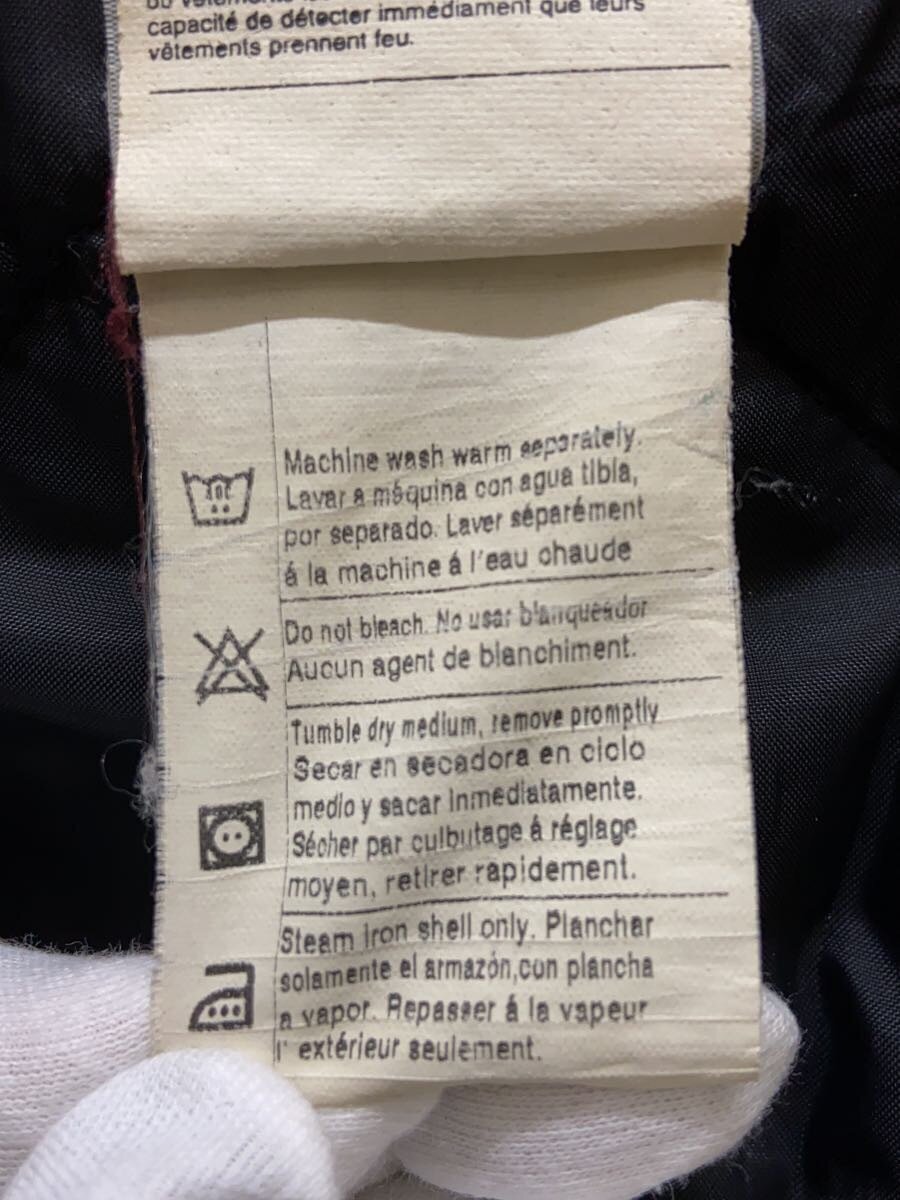 capacité de détecter immédiament que leurs
vêtements prennent feu.
40C
Machine wash warm separately.
Lavar a máquina con agua tibla,
por separado. Laver séparément
á la machine á l'eau chaude
Do not bleach. No usar blanqueador
Aucun agent de blanchiment.
Tumble dry medium, remove promptly
Secar en secadora en ciclo
medio y sacar Inmediatamente.
Sécher par culbutage á réglage
moyen, retirer rapidement.
Steam Iron shell only. Planchar
solamente el armazón,con plancha
a vapor. Repasser á la vapeur
l' extérieur seulement.